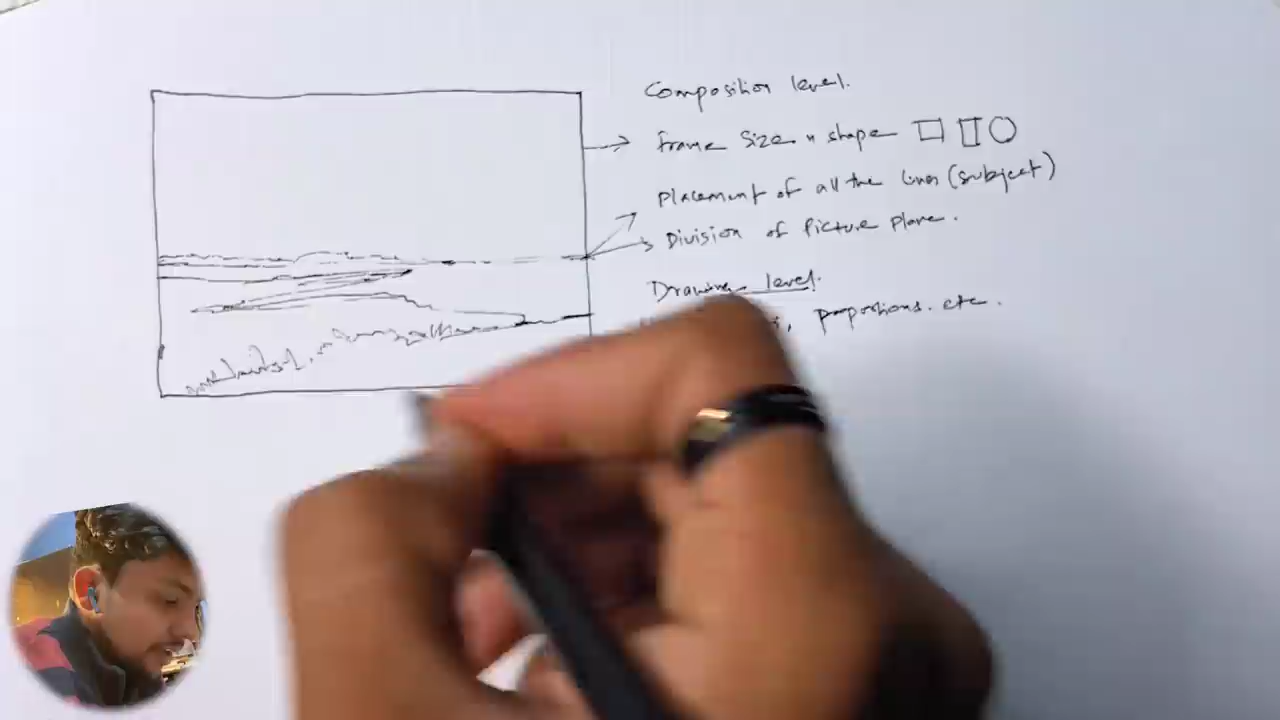 Composition level.
frame size n shape
Placement of all the lines (subject)
Division of Picture plane.
Drawing level.
proportions. etc.